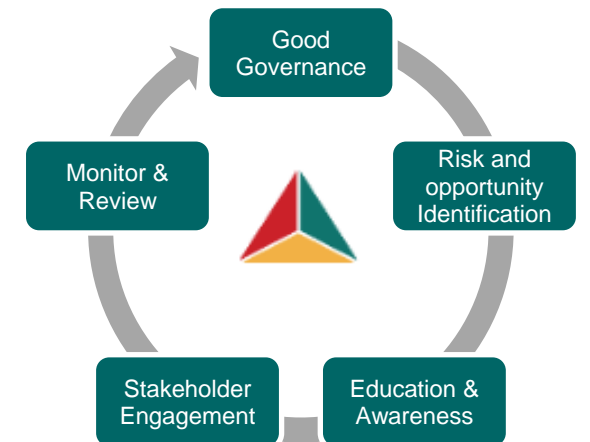 Good
Governance
Risk and
opportunity
Identification
Education &
Awareness
Stakeholder
Engagement
Monitor &
Review